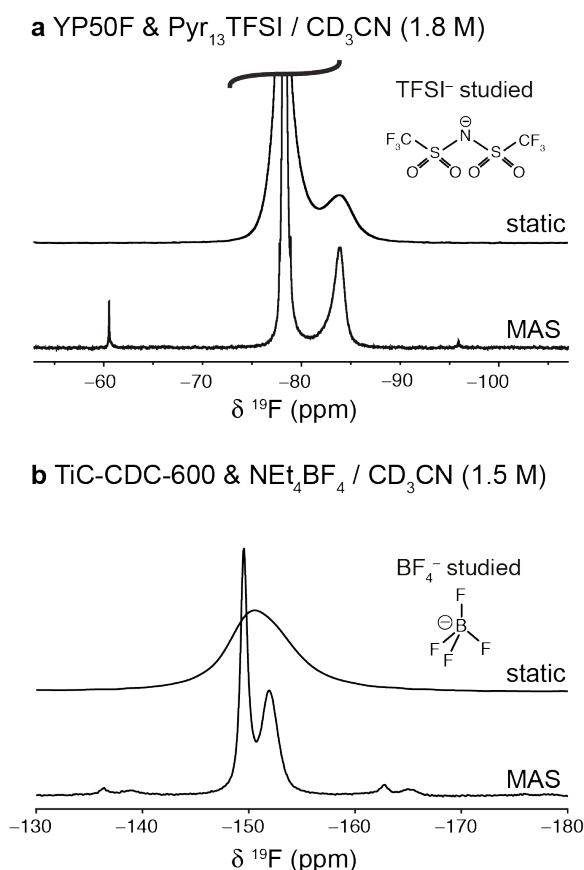 a YP50F & Pyr₁₃TFSI / CD₃CN (1.8 M)
TFSI⁻ studied
⊖
F₃C N CF₃
S S
O O O O
static
MAS
−60 −70 −80 −90 −100
δ ¹⁹F (ppm)
b TiC-CDC-600 & NEt₄BF₄ / CD₃CN (1.5 M)
BF₄⁻ studied
F
⊖B
F F F
static
MAS
−130 −140 −150 −160 −170 −180
δ ¹⁹F (ppm)